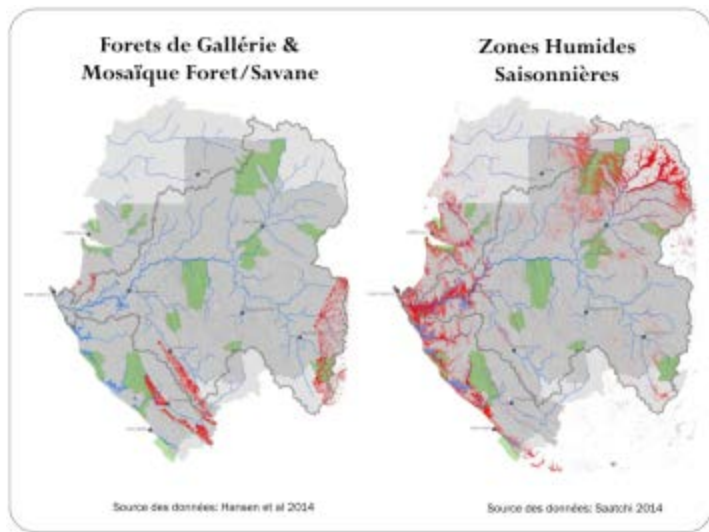 Forets de Gallérie &
Mosaïque Foret/Savane
Zones Humides
Saisonnières
Source des données: Hansen et al 2014
Source des données: Saatchi 2014